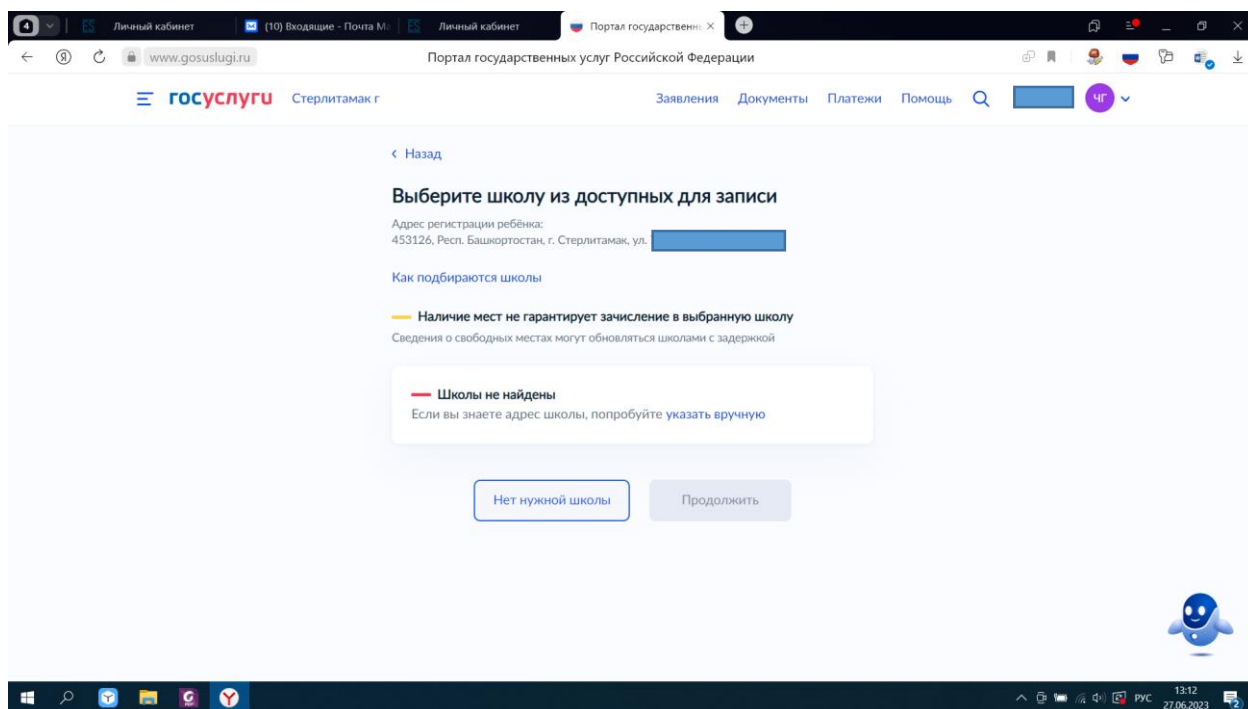 4
Личный кабинет
(10) Входящие - Почта Ma
Личный кабинет
Портал государственн
www.gosuslugi.ru
Портал государственных услуг Российской Федерации
госуслуги
Стерлитамак г
Заявления Документы Платежи Помощь
ЧГ
Назад
Выберите школу из доступных для записи
Адрес регистрации ребёнка:
453126, Респ. Башкортостан, г. Стерлитамак, ул.
Как подбираются школы
Наличие мест не гарантирует зачисление в выбранную школу
Сведения о свободных местах могут обновляться школами с задержкой
Школы не найдены
Если вы знаете адрес школы, попробуйте указать вручную
Нет нужной школы
Продолжить
РУС
13:12
27.06.2023
2